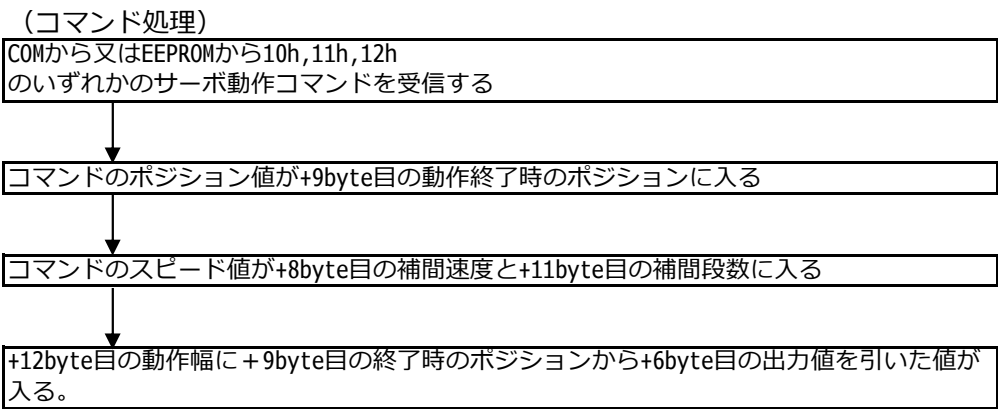 （コマンド処理）
COMから又はEEPROMから10h,11h,12h
のいずれかのサーボ動作コマンドを受信する
コマンドのポジション値が+9byte目の動作終了時のポジションに入る
コマンドのスピード値が+8byte目の補間速度と+11byte目の補間段数に入る
+12byte目の動作幅に＋9byte目の終了時のポジションから+6byte目の出力値を引いた値が
入る。